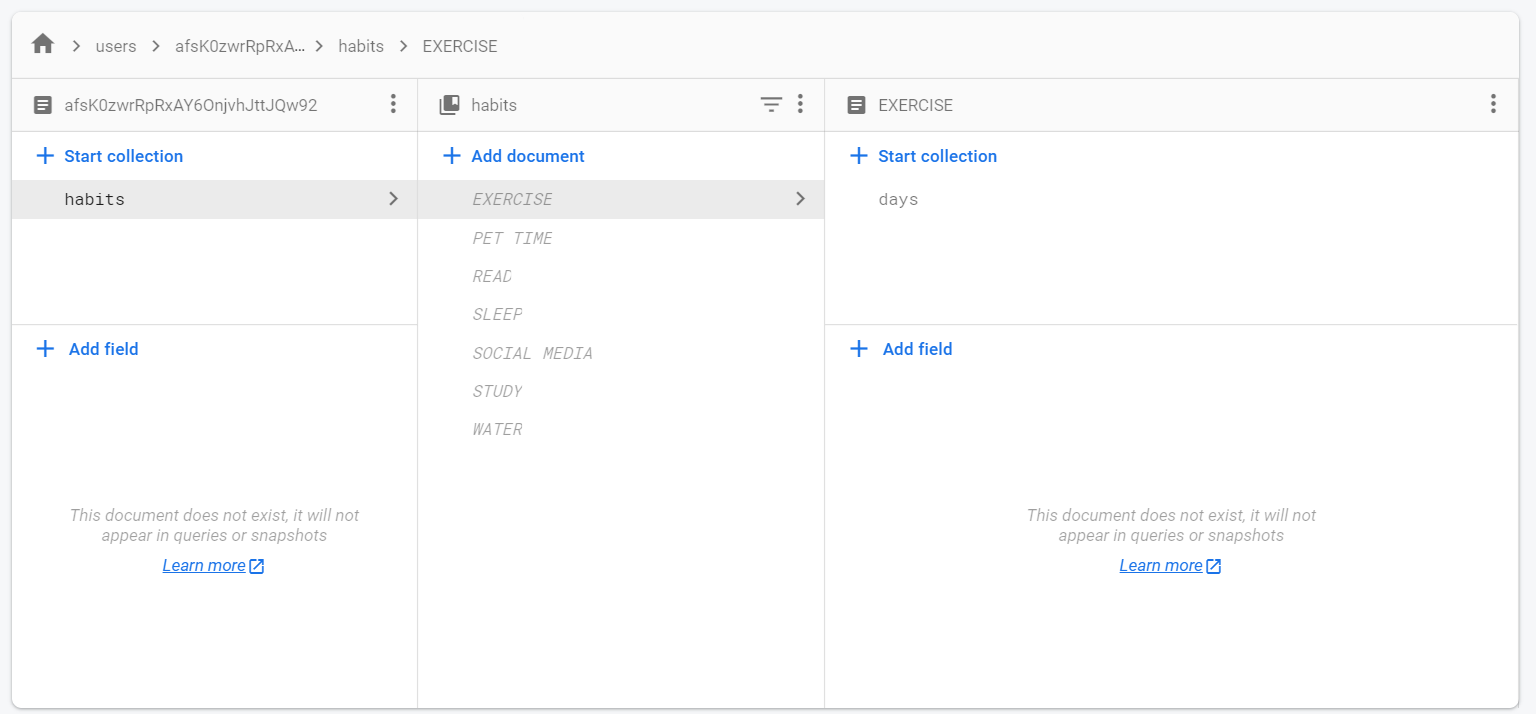 users
afsK0zwrRpRxA...
habits
EXERCISE
afsK0zwrRpRxAY6OnjvhJttJQw92
habits
EXERCISE
Start collection
Add document
Start collection
habits
EXERCISE
days
PET TIME
READ
SLEEP
SOCIAL MEDIA
STUDY
WATER
Add field
Add field
This document does not exist, it will not
appear in queries or snapshots
Learn more
This document does not exist, it will not
appear in queries or snapshots
Learn more